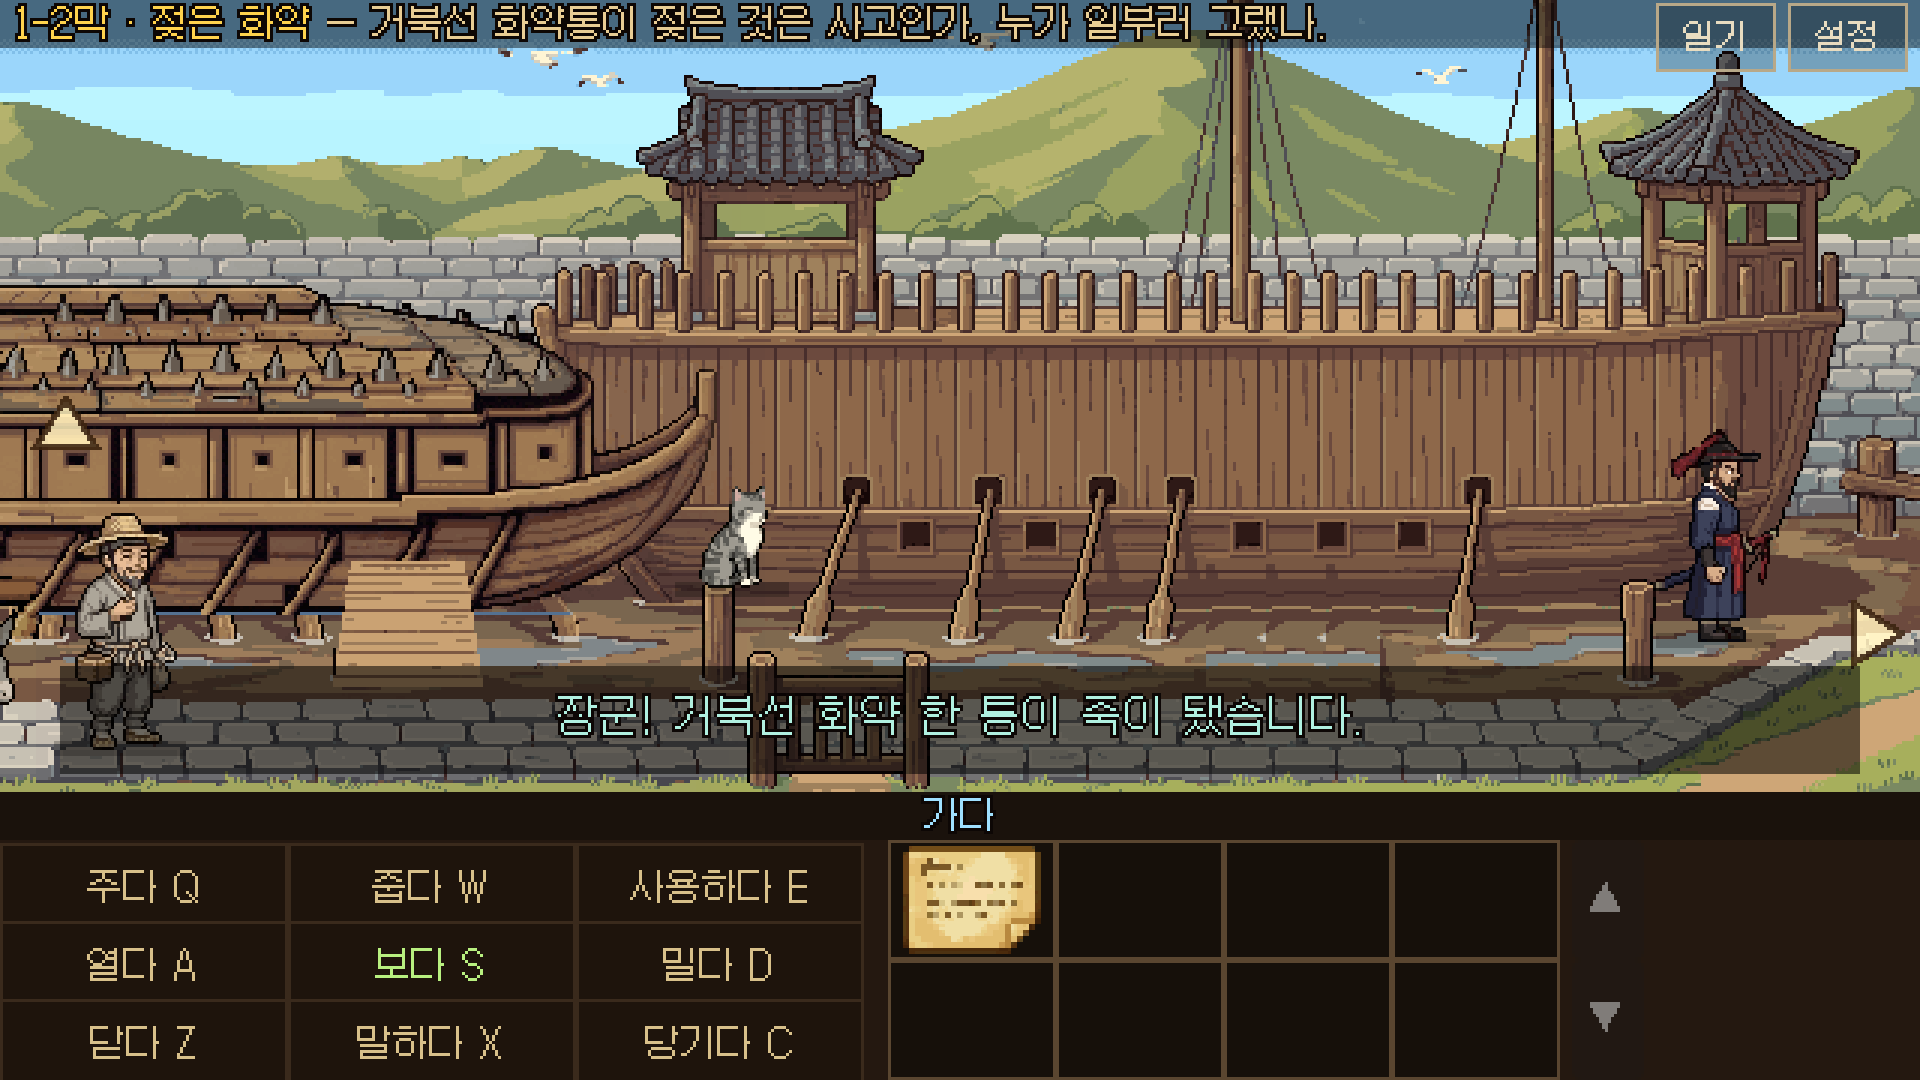 1-2막 · 젖은 화약 — 거북선 화약통이 젖은 것은 사고인가, 누가 일부러 그랬나.
일기
설정
장군! 거북선 화약 한 통이 죽이 됐습니다.
가다
주다 Q
줍다 W
사용하다 E
열다 A
보다 S
밀다 D
닫다 Z
말하다 X
당기다 C